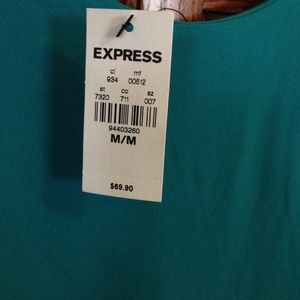 EXPRESS
cl mf
934 00512
st co sz
7320 711 007
94403260
M/M
$69.90